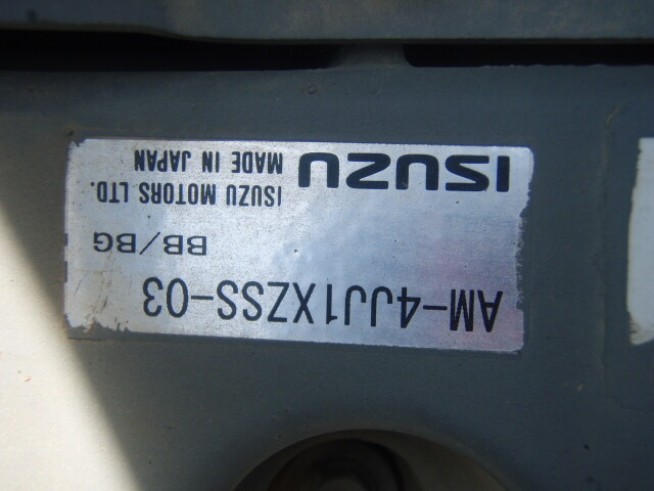 AM-4JJ1XZSS-03
BB/BG
ISUZU MOTORS LTD.
ISUZU MADE IN JAPAN